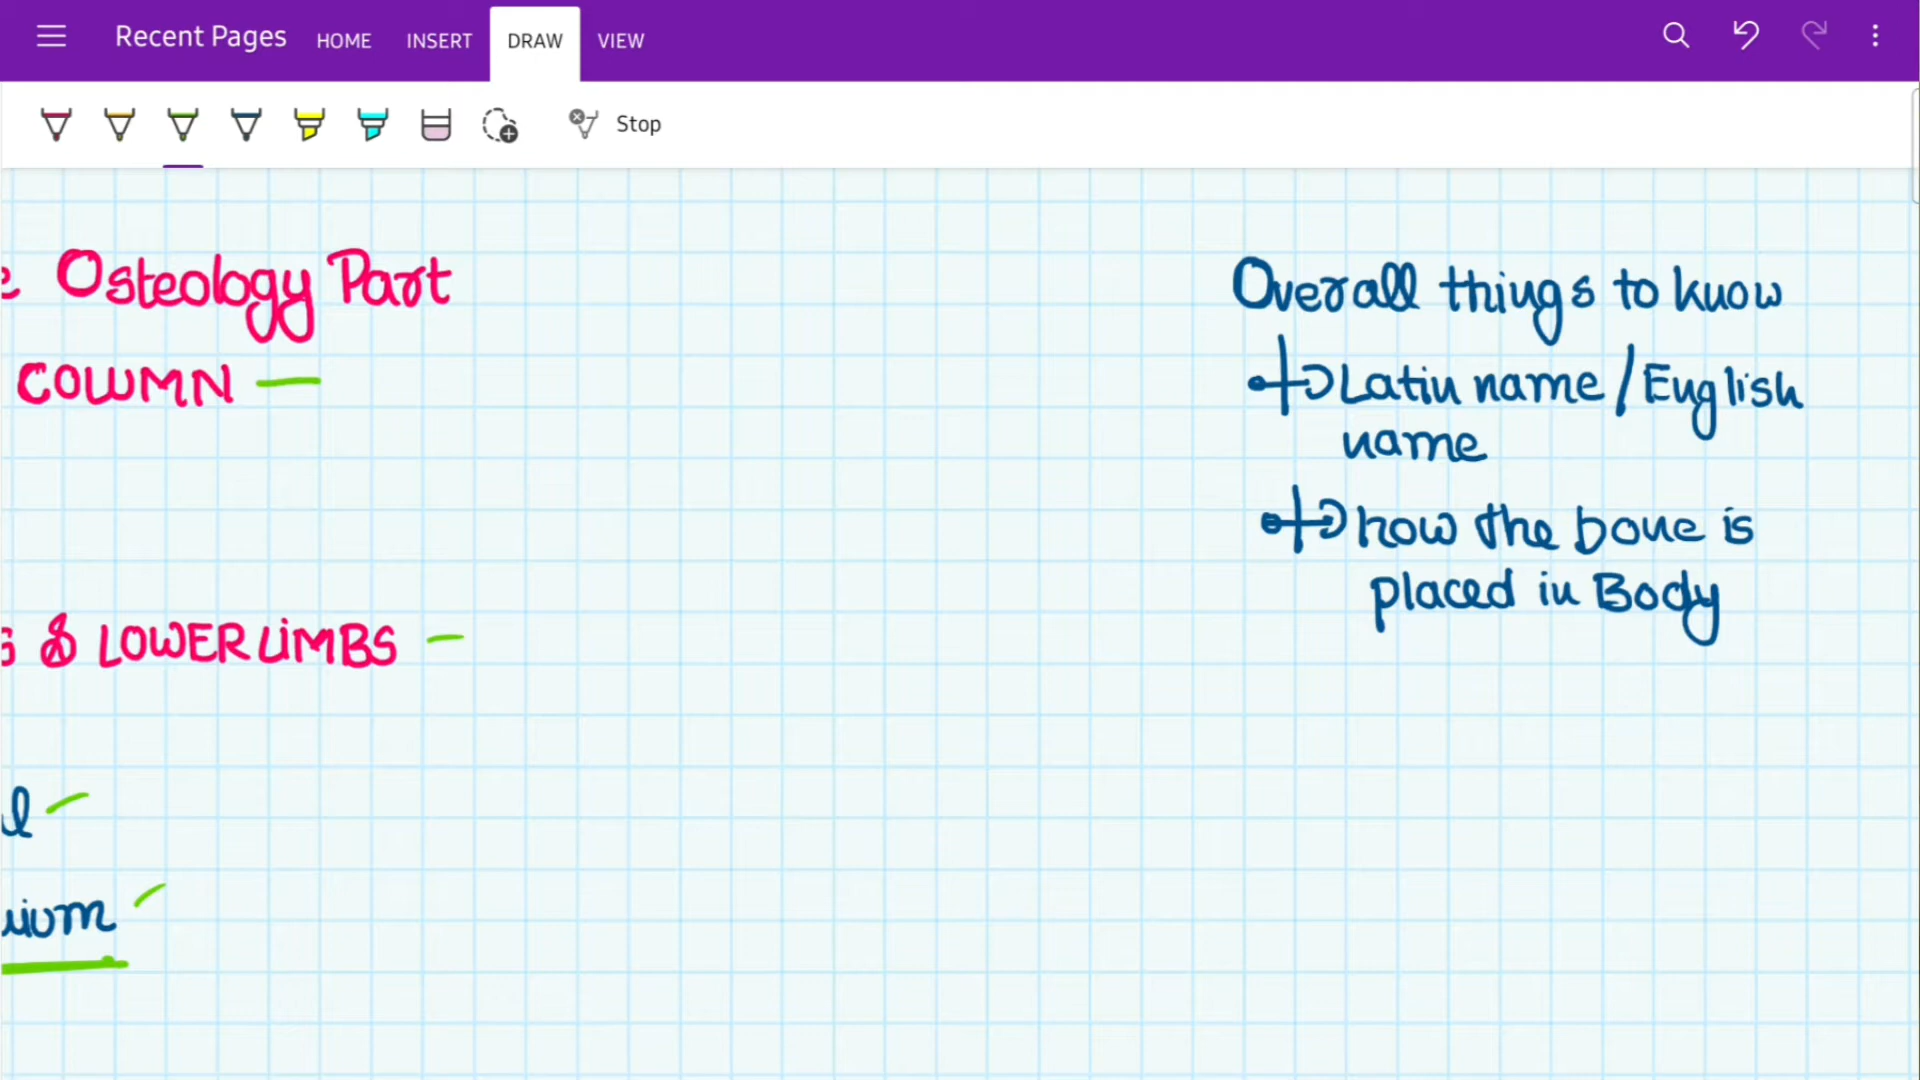 Recent Pages HOME INSERT DRAW VIEW
Stop
Osteology Part
COLUMN
& LOWER LiMBS
Overall things to know
Latin name / English
name
how the bone is
placed in Body